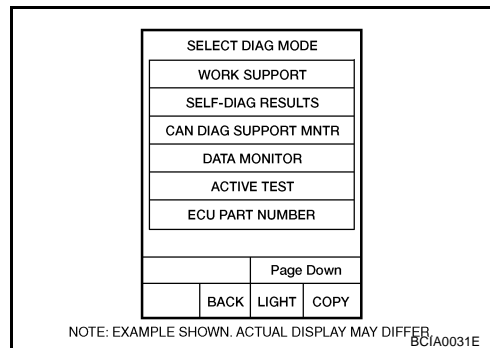 SELECT DIAG MODE
WORK SUPPORT
SELF-DIAG RESULTS
CAN DIAG SUPPORT MNTR
DATA MONITOR
ACTIVE TEST
ECU PART NUMBER
Page Down
BACK LIGHT COPY
NOTE: EXAMPLE SHOWN. ACTUAL DISPLAY MAY DIFFER.
BCIA0031E